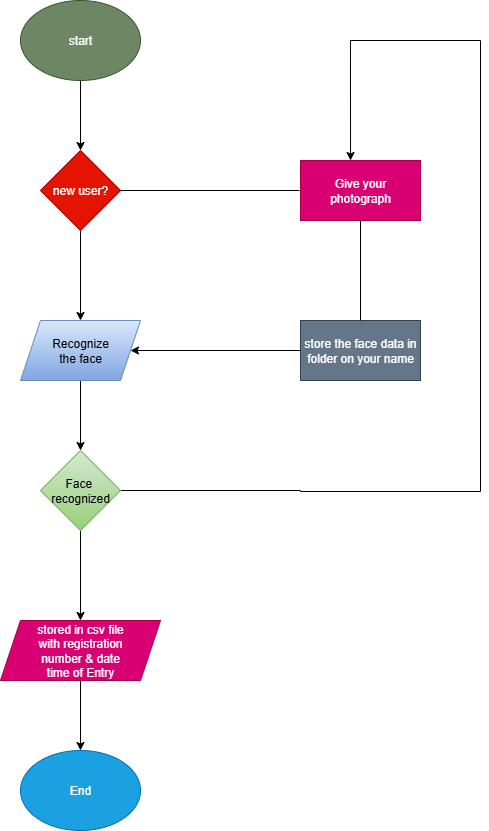 start
new user?
Give your
photograph
Recognize
the face
store the face data in
folder on your name
Face
recognized
stored in csv file
with registration
number & date
time of Entry
End